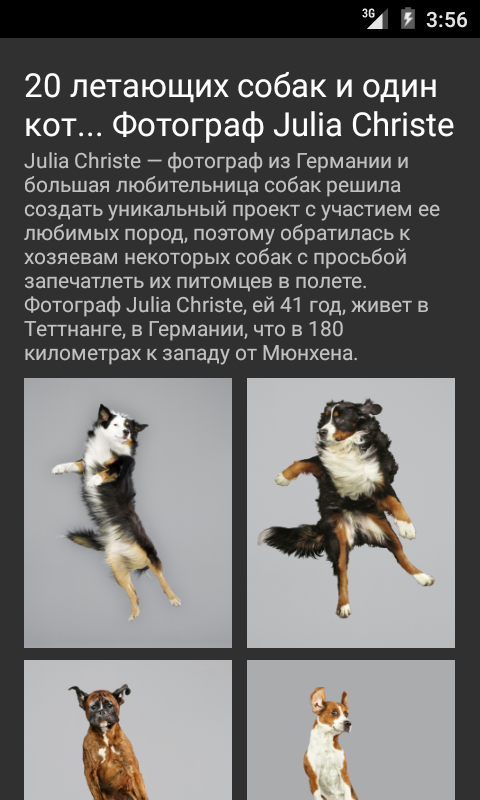 3G
3:56
20 летающих собак и один
кот... Фотограф Julia Christe
Julia Christe — фотограф из Германии и
большая любительница собак решила
создать уникальный проект с участием ее
любимых пород, поэтому обратилась к
хозяевам некоторых собак с просьбой
запечатлеть их питомцев в полете.
Фотограф Julia Christe, ей 41 год, живет в
Теттнанге, в Германии, что в 180
километрах к западу от Мюнхена.